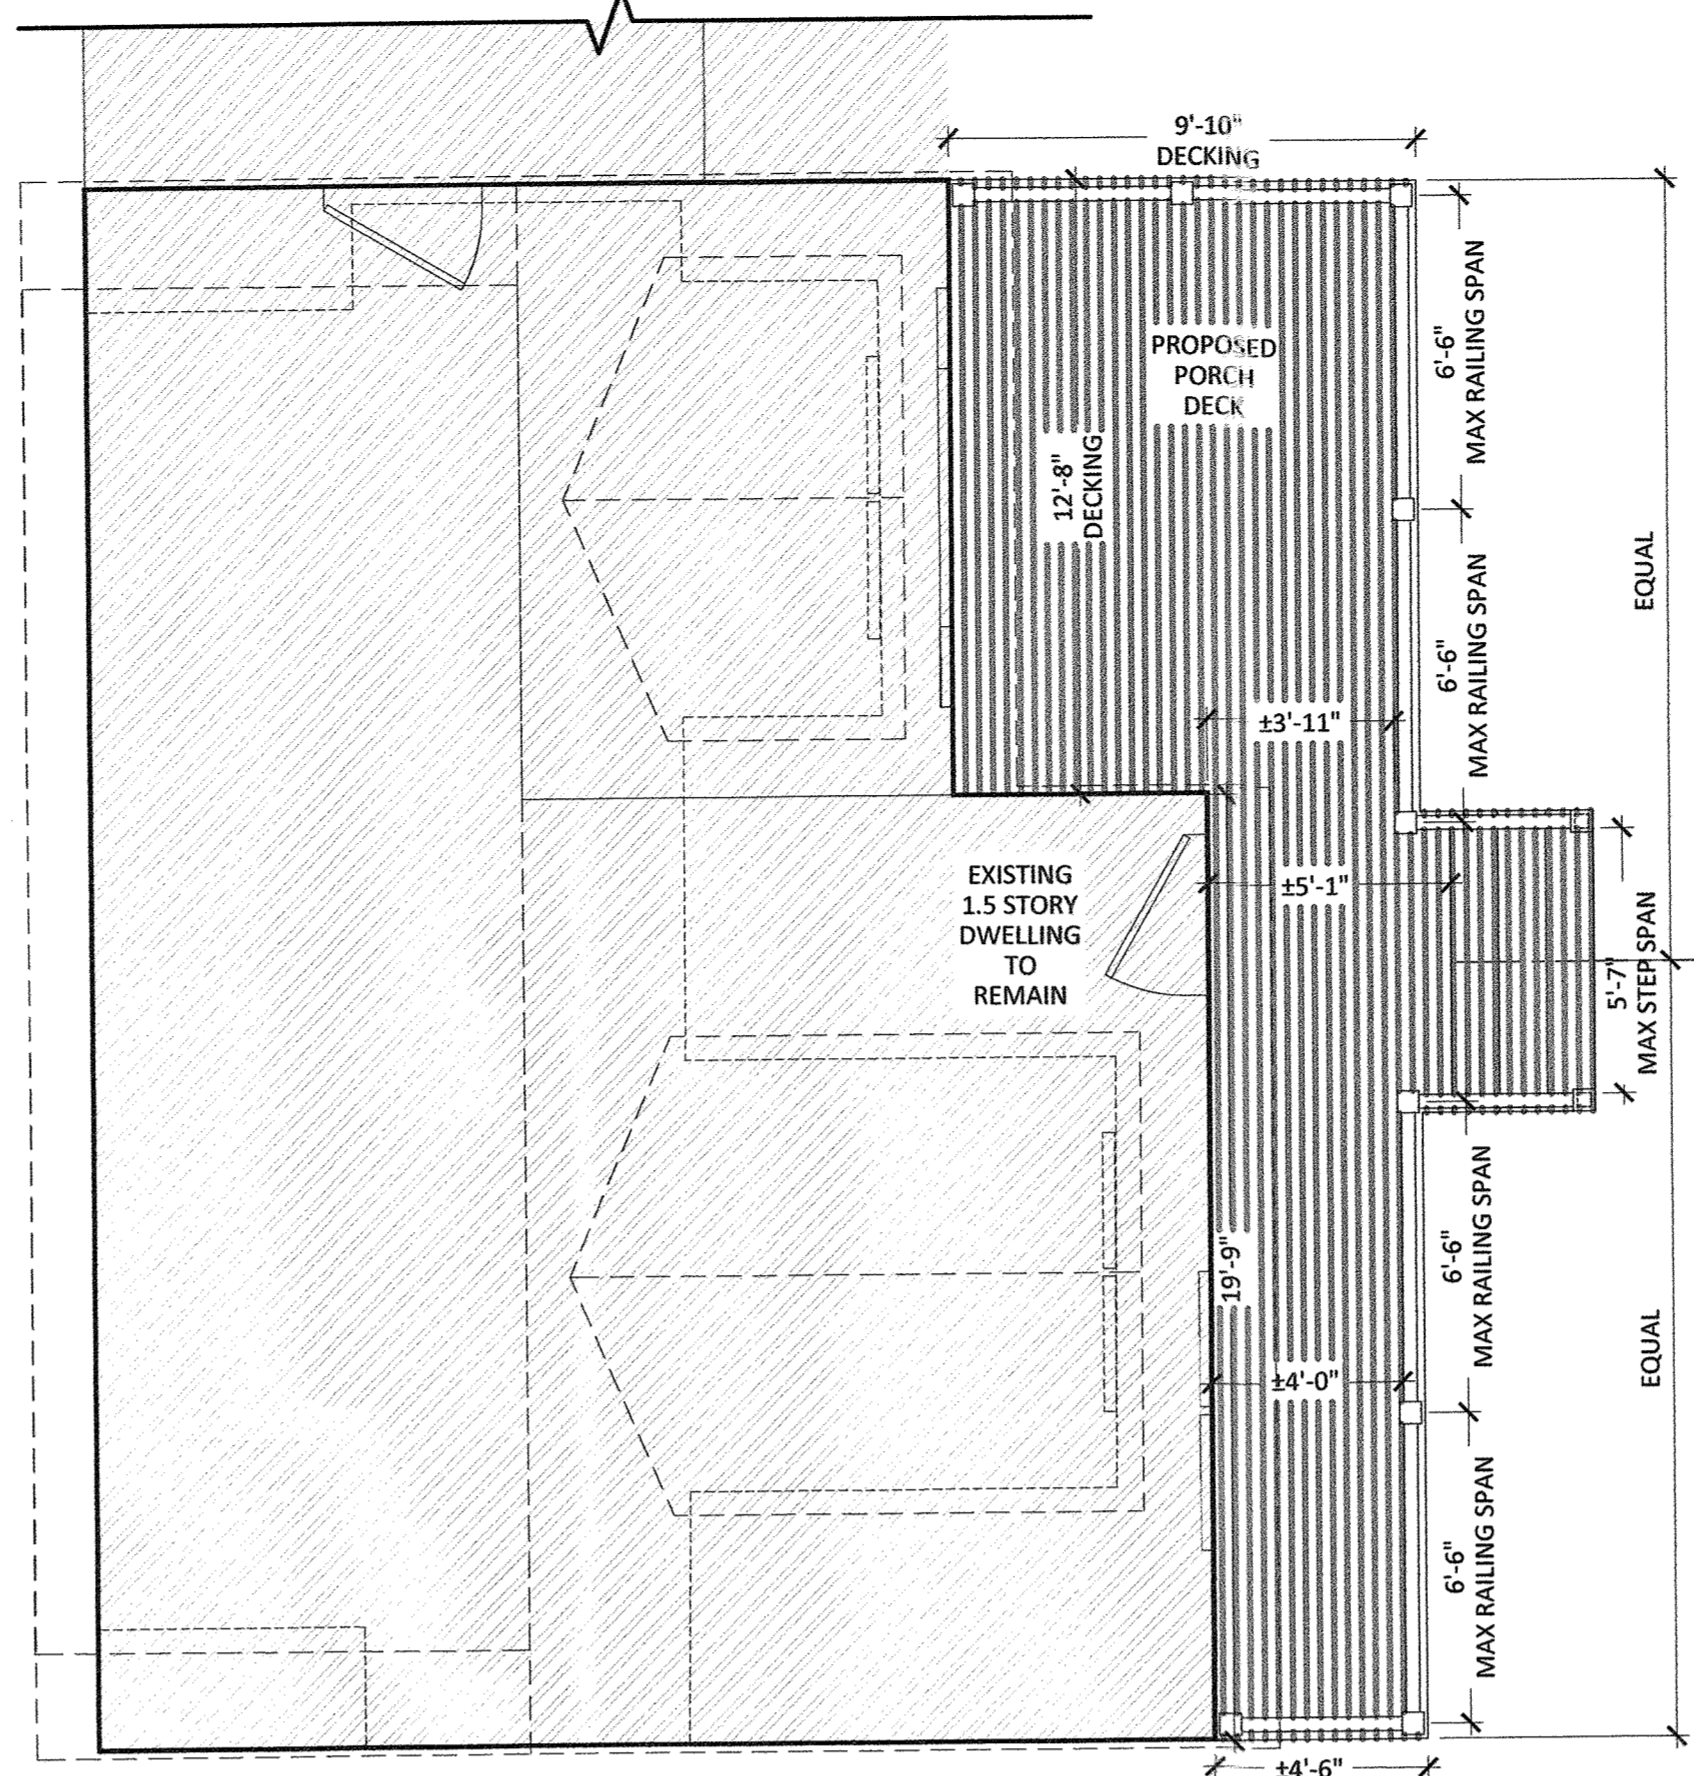 9'-10"
DECKING
PROPOSED
PORCH
DECK
12'-8"
DECKING
6'-6"
MAX RAILING SPAN
6'-6"
MAX RAILING SPAN
EQUAL
±3'-11"
EXISTING
1.5 STORY
DWELLING
TO
REMAIN
±5'-1"
5'-7"
MAX STEP SPAN
19'-9"
6'-6"
MAX RAILING SPAN
EQUAL
±4'-0"
6'-6"
MAX RAILING SPAN
±4'-6"